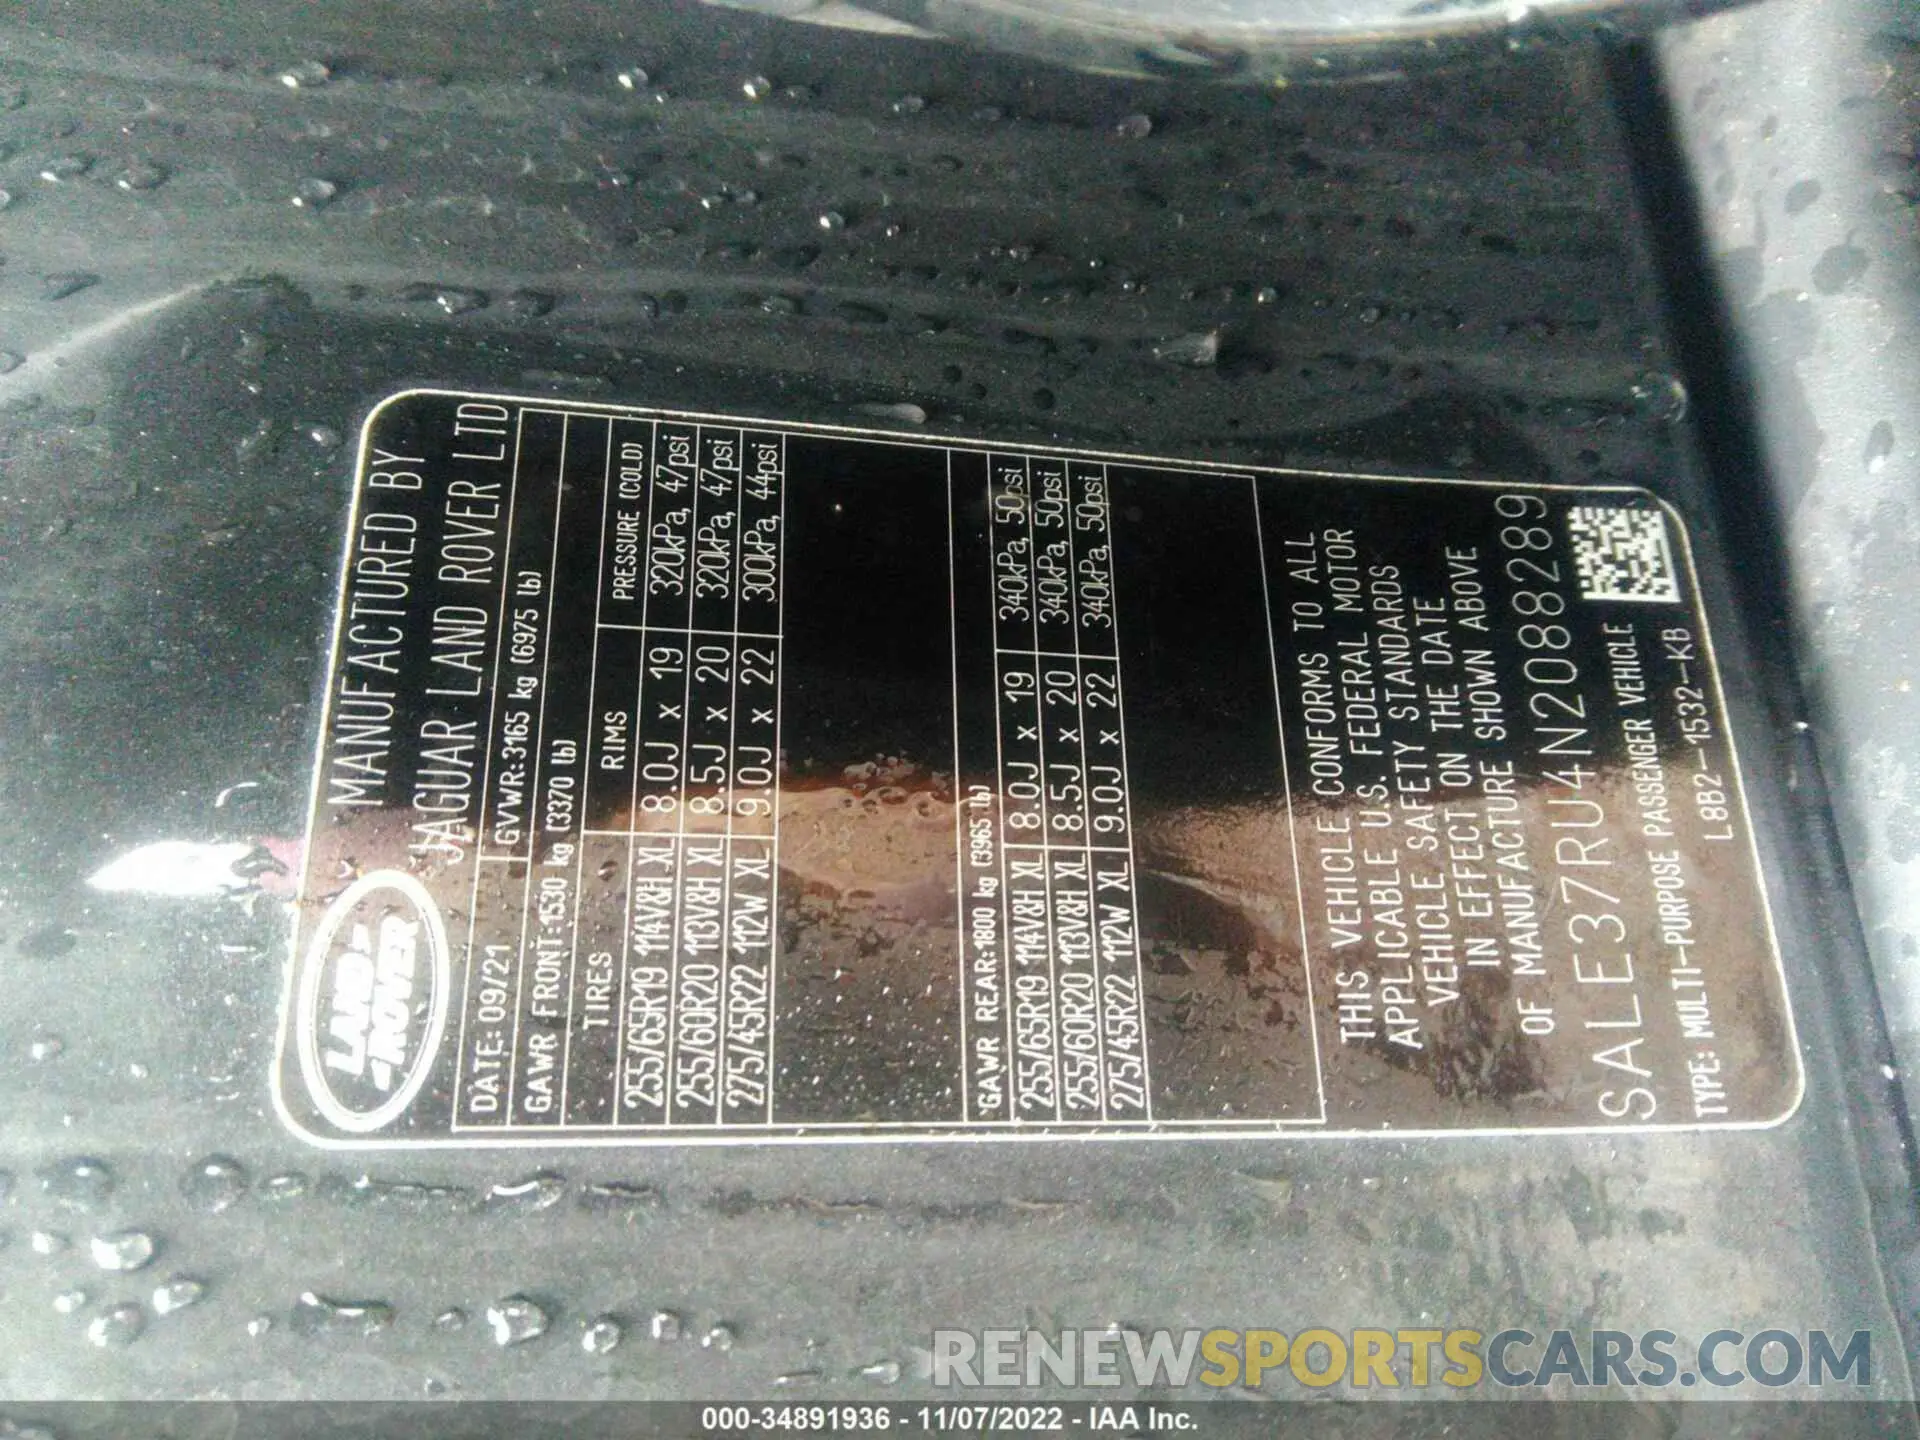 MANUFACTURED BY
JAGUAR LAND ROVER LTD
LAND
ROVER
DATE: 09/21 GVWR:3165 kg (6975 lb)
GAWR FRONT:1530 kg (3370 lb)
TIRES RIMS PRESSURE (COLD)
255/65R19 114V&H XL 8.0J x 19 320kPa, 47psi
255/60R20 113V&H XL 8.5J x 20 320kPa, 47psi
275/45R22 112W XL 9.0J x 22 300kPa, 44psi
GAWR REAR:1800 kg (3965 lb)
255/65R19 114V&H XL 8.0J x 19 340kPa, 50psi
255/60R20 113V&H XL 8.5J x 20 340kPa, 50psi
275/45R22 112W XL 9.0J x 22 340kPa, 50psi
THIS VEHICLE CONFORMS TO ALL
APPLICABLE U.S. FEDERAL MOTOR
VEHICLE SAFETY STANDARDS
IN EFFECT ON THE DATE
OF MANUFACTURE SHOWN ABOVE
SALE37RU4N2088289
TYPE: MULTI-PURPOSE PASSENGER VEHICLE
L8B2-1532-KB
RENEWSPORTSCARS.COM
000-34891936 - 11/07/2022 - IAA Inc.